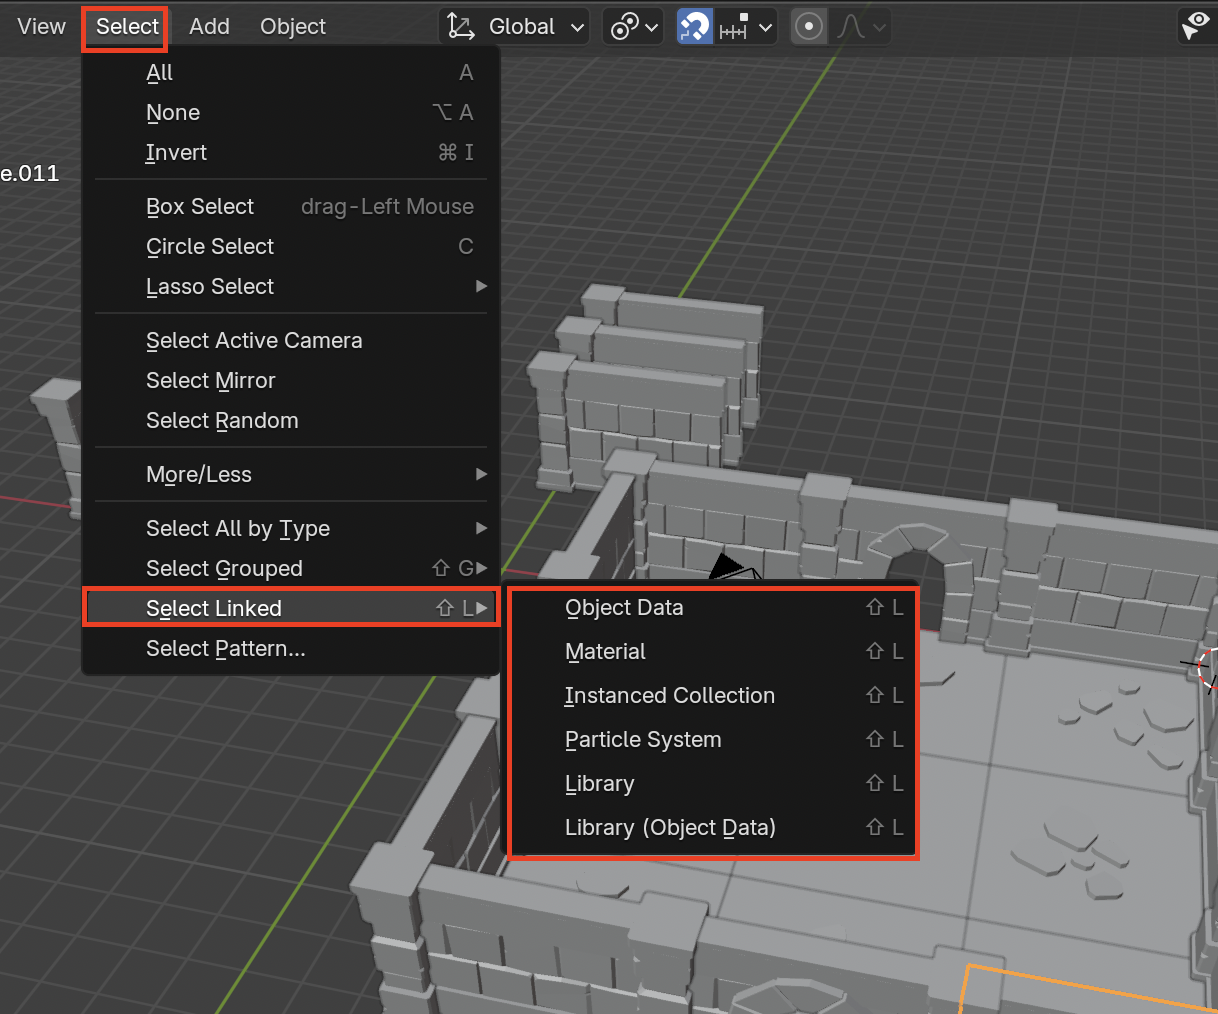 View Select Add Object Global
All A
None ⌥ A
Invert ⌘ I
e.011
Box Select drag-Left Mouse
Circle Select C
Lasso Select ▶
Select Active Camera
Select Mirror
Select Random
More/Less ▶
Select All by Type ▶
Select Grouped ⇧ G▶
Select Linked ⇧ L▶
Select Pattern...
Object Data ⇧ L
Material ⇧ L
Instanced Collection ⇧ L
Particle System ⇧ L
Library ⇧ L
Library (Object Data) ⇧ L